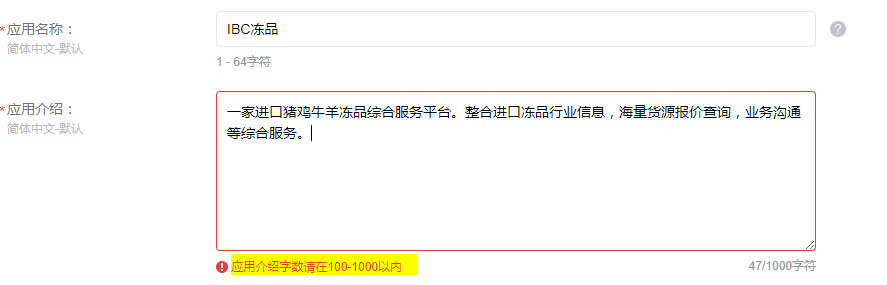 *应用名称：
IBC冻品
?
简体中文-默认
1 - 64字符
*应用介绍：
一家进口猪鸡牛羊冻品综合服务平台。整合进口冻品行业信息，海量货源报价查询，业务沟通
等综合服务。
简体中文-默认
应用介绍字数请在100-1000以内
47/1000字符